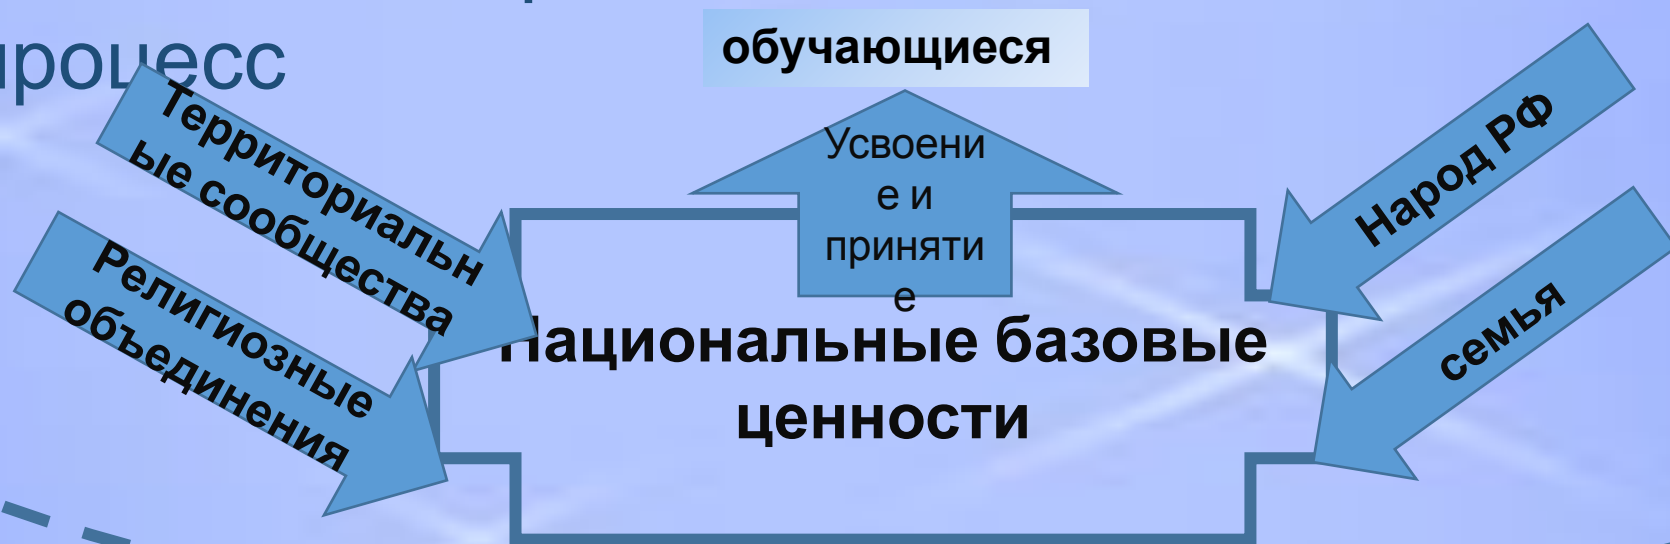 процесс
обучающиеся
Территориальн
ые сообщества
Религиозные
объединения
Усвоени
е и
приняти
е
Народ РФ
семья
Национальные базовые
ценности